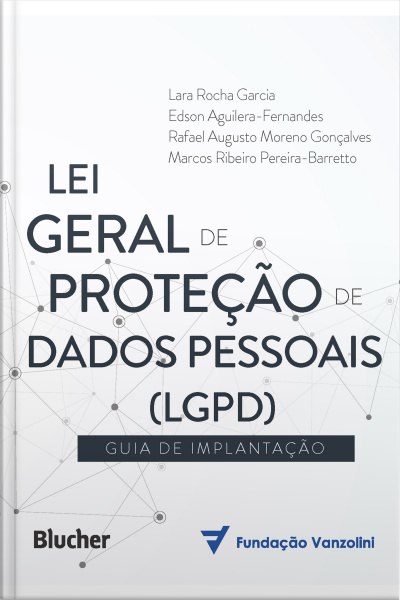 Lara Rocha Garcia
Edson Aguilera-Fernandes
Rafael Augusto Moreno Gonçalves
Marcos Ribeiro Pereira-Barretto
LEI
GERAL DE
PROTEÇÃO DE
DADOS PESSOAIS
(LGPD)
GUIA DE IMPLANTAÇÃO
Blucher
Fundação Vanzolini